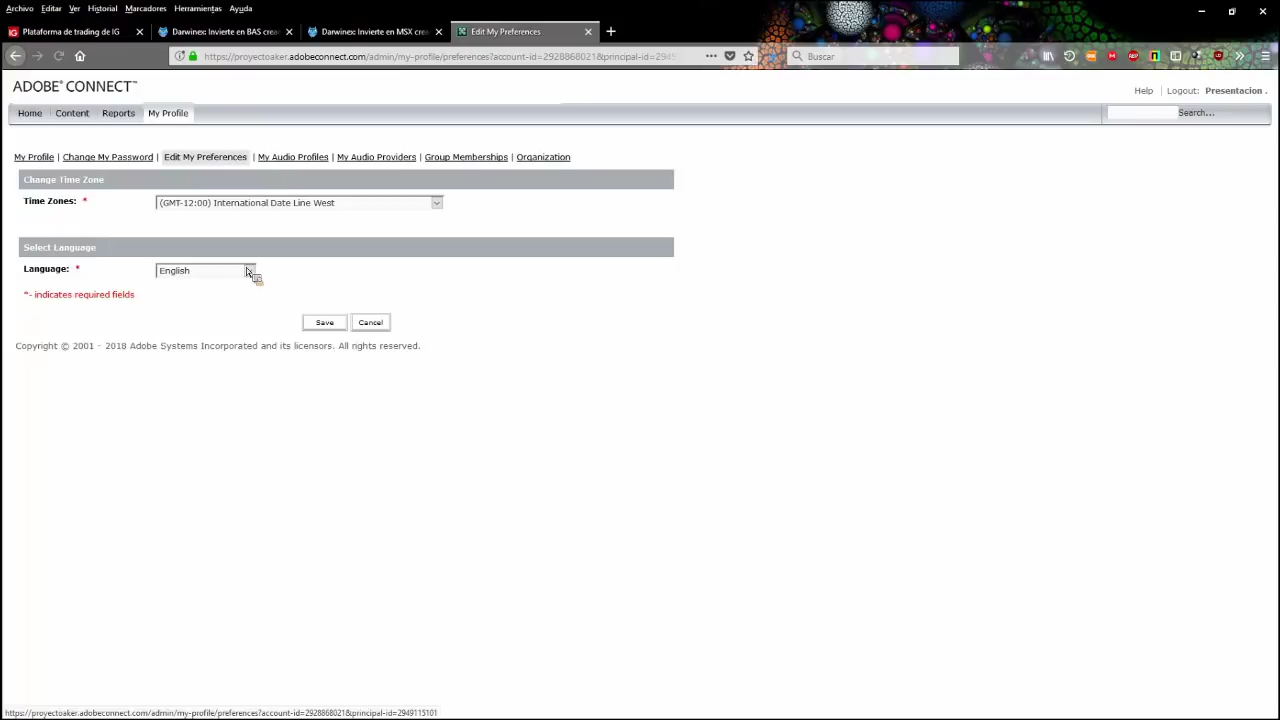 Archivo Editar Ver Historial Marcadores Herramientas Ayuda
Plataforma de trading de IG
Darwinex: Invierte en BAS crea
Darwinex: Invierte en MSX crea
Edit My Preferences
https://proyectoaker.adobeconnect.com/admin/my-profile/preferences?account-id=2928868021&principal-id=294
Buscar
ADOBE® CONNECT™
Help | Logout: Presentacion .
Home Content Reports My Profile
Search...
My Profile | Change My Password | Edit My Preferences | My Audio Profiles | My Audio Providers | Group Memberships | Organization
Change Time Zone
Time Zones: * (GMT-12:00) International Date Line West
Select Language
Language: * English
*- indicates required fields
Save Cancel
Copyright © 2001 - 2018 Adobe Systems Incorporated and its licensors. All rights reserved.
https://proyectoaker.adobeconnect.com/admin/my-profile/preferences?account-id=2928868021&principal-id=2949115101